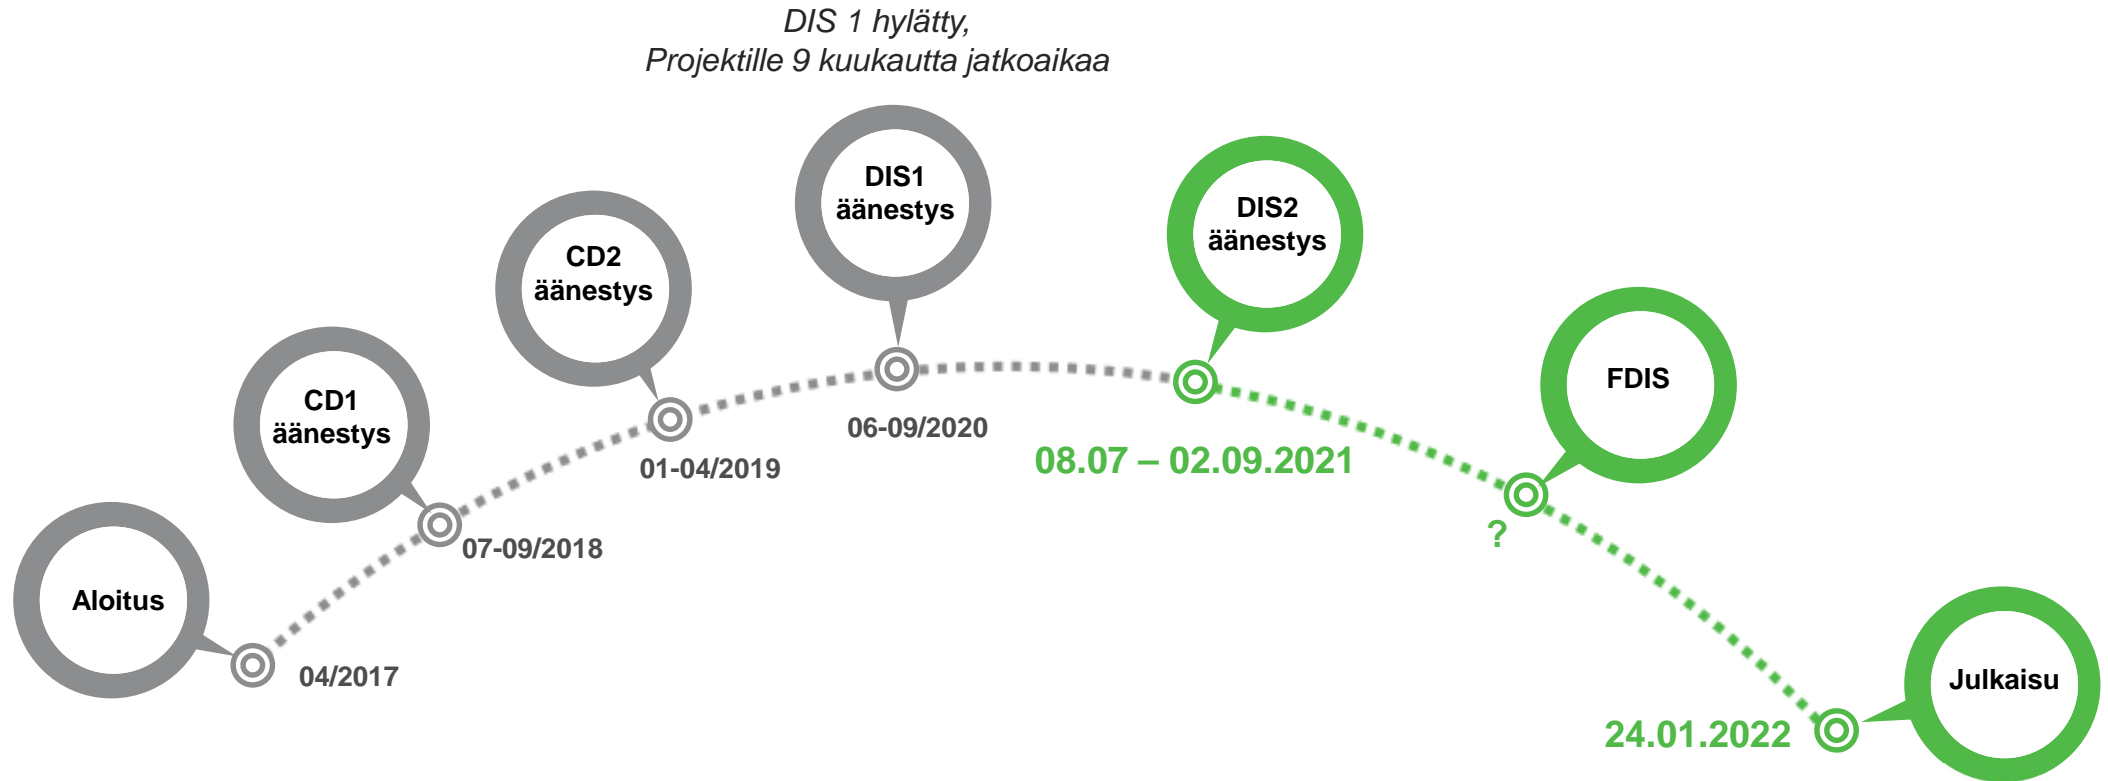 DIS 1 hylätty,
Projektille 9 kuukautta jatkoaikaa
Aloitus
04/2017
CD1
äänestys
07-09/2018
CD2
äänestys
01-04/2019
DIS1
äänestys
06-09/2020
DIS2
äänestys
08.07 – 02.09.2021
FDIS
?
Julkaisu
24.01.2022